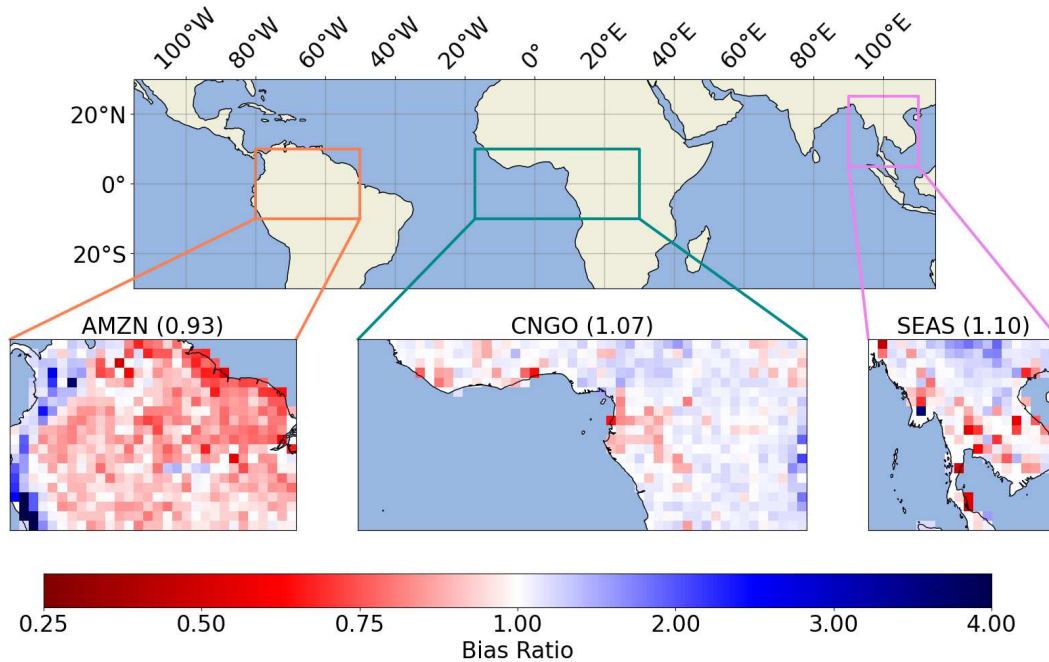 100°W 80°W 60°W 40°W 20°W 0° 20°E 40°E 60°E 80°E 100°E
20°N
0°
20°S
AMZN (0.93) CNGO (1.07) SEAS (1.10)
0.25 0.50 0.75 1.00 2.00 3.00 4.00
Bias Ratio